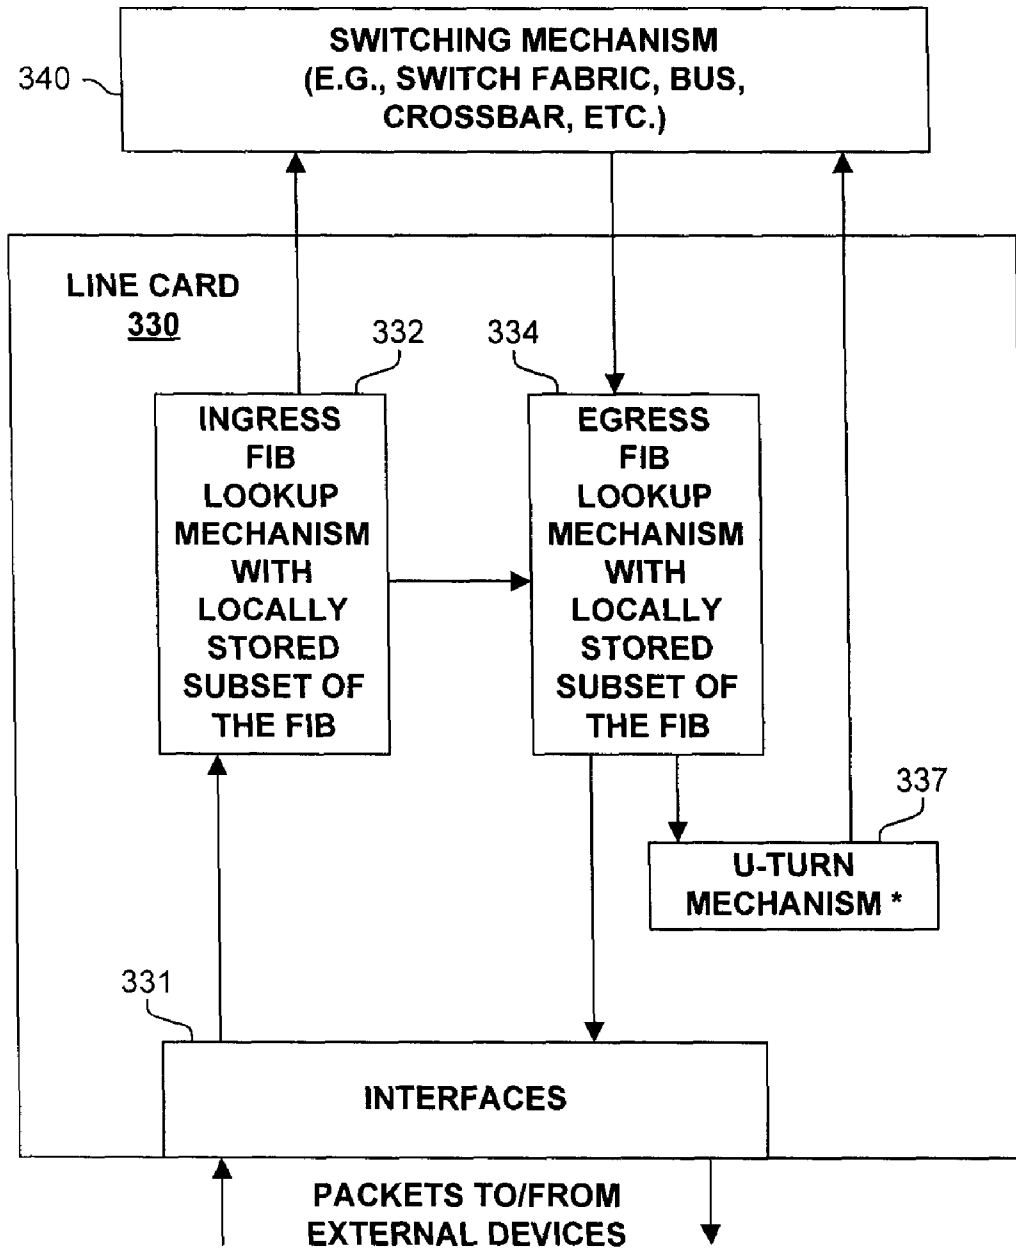 SWITCHING MECHANISM
(E.G., SWITCH FABRIC, BUS,
CROSSBAR, ETC.)
340
LINE CARD
330
332
334
INGRESS
FIB
LOOKUP
MECHANISM
WITH
LOCALLY
STORED
SUBSET OF
THE FIB
EGRESS
FIB
LOOKUP
MECHANISM
WITH
LOCALLY
STORED
SUBSET OF
THE FIB
337
U-TURN
MECHANISM *
331
INTERFACES
PACKETS TO/FROM
EXTERNAL DEVICES